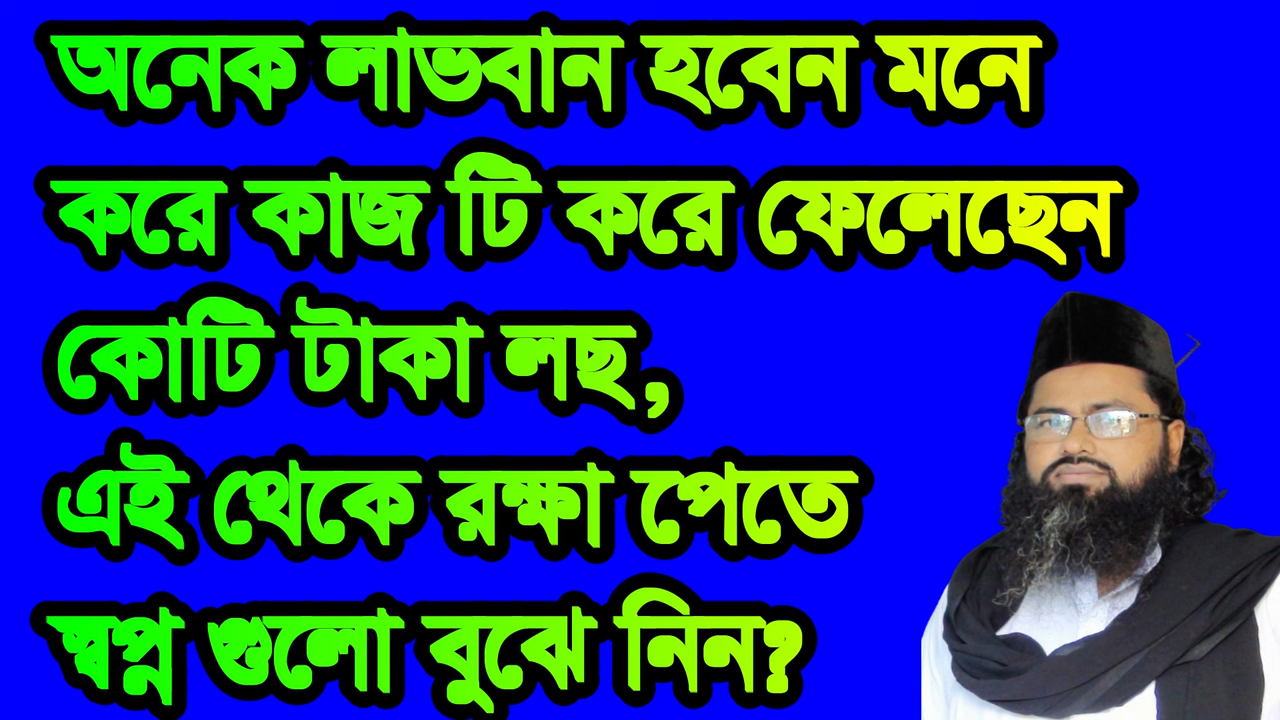 অনেক লাভবান হবেন মনে
করে কাজ টি করে ফেলেছেন
কোটি টাকা লছ,
এই থেকে রক্ষা পেতে
স্বপ্ন গুলো বুঝে নিন?